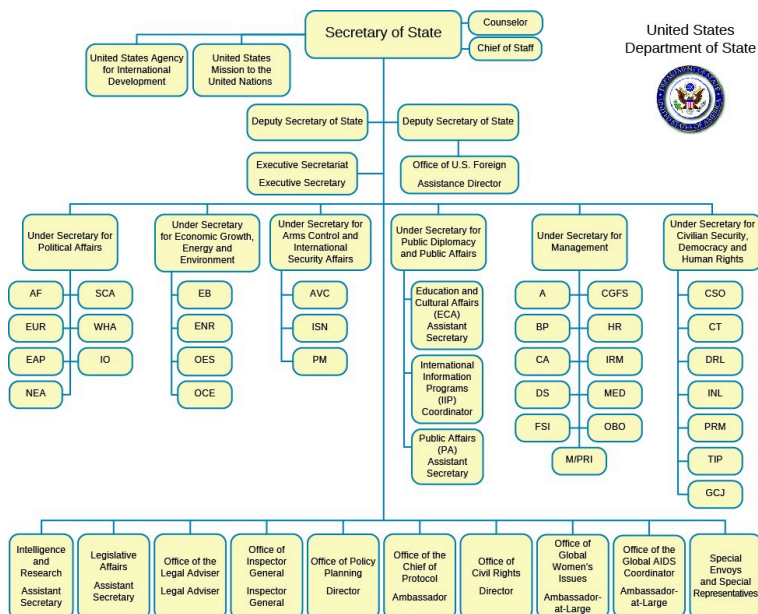 Secretary of State
Counselor
Chief of Staff
United States
Department of State
United States Agency
for International
Development
United States
Mission to the
United Nations
Deputy Secretary of State
Deputy Secretary of State
Executive Secretariat
Executive Secretary
Office of U.S. Foreign
Assistance Director
Under Secretary for
Political Affairs
Under Secretary
for Economic Growth,
Energy and
Environment
Under Secretary for
Arms Control and
International
Security Affairs
Under Secretary for
Public Diplomacy
and Public Affairs
Under Secretary
for Management
Under Secretary for
Civilian Security,
Democracy and
Human Rights
AF
SCA
EUR
WHA
EAP
IO
NEA
EB
ENR
OES
OCE
AVC
ISN
PM
Education and
Cultural Affairs
(ECA)
Assistant
Secretary
International
Information
Programs
(IIP)
Coordinator
Public Affairs
(PA)
Assistant
Secretary
A
CGFS
BP
HR
CA
IRM
DS
MED
FSI
OBO
M/PRI
CSO
CT
DRL
INL
PRM
TIP
GCJ
Intelligence and
Research
Assistant
Secretary
Legislative
Affairs
Assistant
Secretary
Office of the
Legal Adviser
Legal Adviser
Office of
Inspector
General
Inspector
General
Office of Policy
Planning
Director
Office of the
Chief of
Protocol
Ambassador
Office of
Civil Rights
Director
Office of
Global
Women's
Issues
Ambassador-
at-Large
Office of the
Global AIDS
Coordinator
Ambassador-
at-Large
Special
Envoys and
Special
Representatives